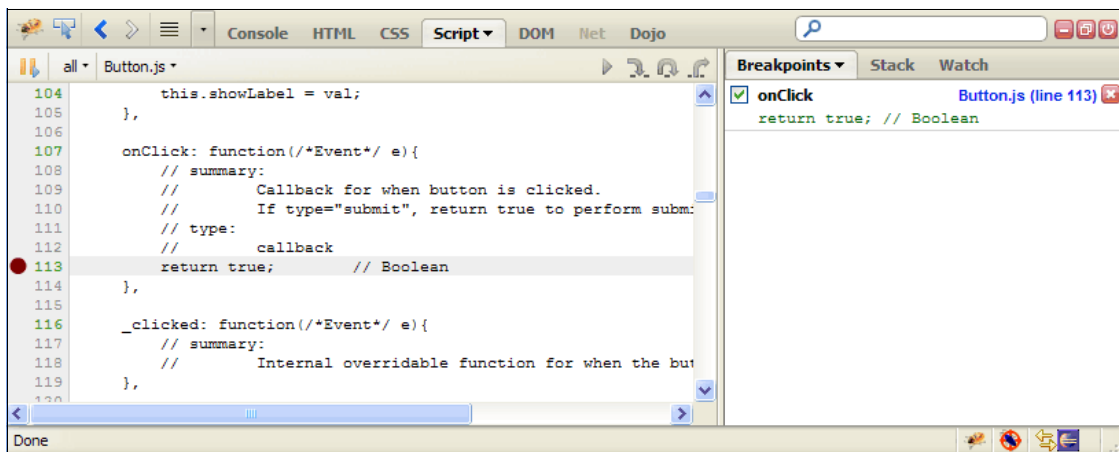 Console HTML CSS Script DOM Net Dojo
all Button.js
Breakpoints Stack Watch
104 this.showLabel = val;
105 },
106
107 onClick: function(/*Event*/ e){
108 // summary:
109 // Callback for when button is clicked.
110 // If type="submit", return true to perform submi
111 // type:
112 // callback
113 return true; // Boolean
114 },
115
116 _clicked: function(/*Event*/ e){
117 // summary:
118 // Internal overridable function for when the but
119 },
120
onClick Button.js (line 113)
return true; // Boolean
Done